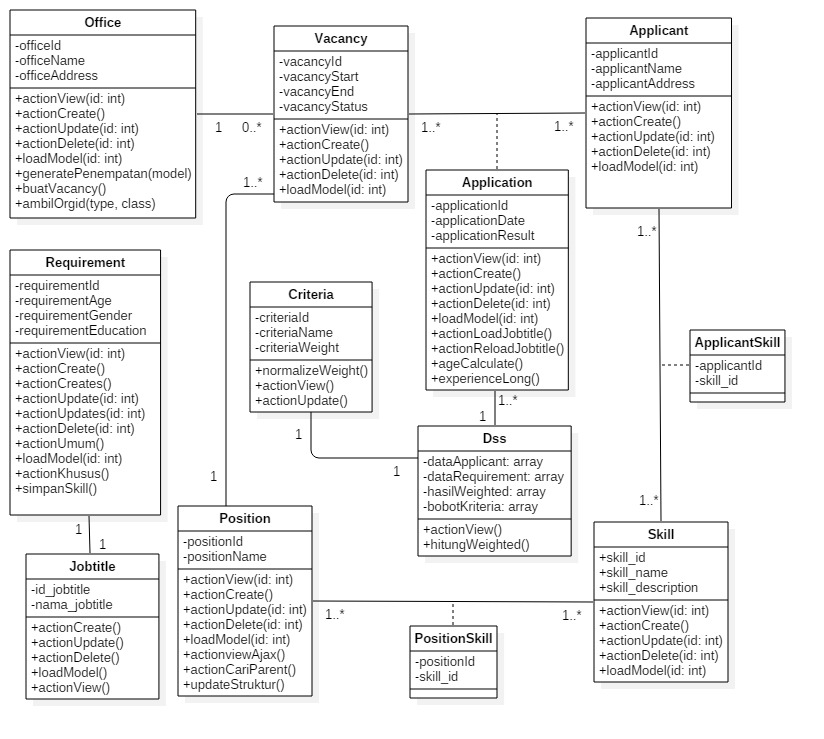 Office
-officeId
-officeName
-officeAddress
+actionView(id: int)
+actionCreate()
+actionUpdate(id: int)
+actionDelete(id: int)
+loadModel(id: int)
+generatePenempatan(model)
+buatVacancy()
+ambilOrgid(type, class)
1
0..*
Vacancy
-vacancyId
-vacancyStart
-vacancyEnd
-vacancyStatus
+actionView(id: int)
+actionCreate()
+actionUpdate(id: int)
+actionDelete(id: int)
+loadModel(id: int)
1..*
1..*
1..*
Applicant
-applicantId
-applicantName
-applicantAddress
+actionView(id: int)
+actionCreate()
+actionUpdate(id: int)
+actionDelete(id: int)
+loadModel(id: int)
1..*
Application
-applicationId
-applicationDate
-applicationResult
+actionView(id: int)
+actionCreate()
+actionUpdate(id: int)
+actionDelete(id: int)
+loadModel(id: int)
+actionLoadJobtitle()
+actionReloadJobtitle()
+ageCalculate()
+experienceLong()
1..*
1
Requirement
-requirementId
-requirementAge
-requirementGender
-requirementEducation
+actionView(id: int)
+actionCreate()
+actionCreates()
+actionUpdate(id: int)
+actionUpdates(id: int)
+actionDelete(id: int)
+actionUmum()
+loadModel(id: int)
+actionKhusus()
+simpanSkill()
1
1
Criteria
-criteriaId
-criteriaName
-criteriaWeight
+normalizeWeight()
+actionView()
+actionUpdate()
1
1
ApplicantSkill
-applicantId
-skill_id
Dss
-dataApplicant: array
-dataRequirement: array
-hasilWeighted: array
-bobotKriteria: array
+actionView()
+hitungWeighted()
1
1..*
Jobtitle
-id_jobtitle
-nama_jobtitle
+actionCreate()
+actionUpdate()
+actionDelete()
+loadModel()
+actionView()
Position
-positionId
-positionName
+actionView(id: int)
+actionCreate()
+actionUpdate(id: int)
+actionDelete(id: int)
+loadModel(id: int)
+actionviewAjax()
+actionCariParent()
+updateStruktur()
1..*
1..*
PositionSkill
-positionId
-skill_id
Skill
+skill_id
+skill_name
+skill_description
+actionView(id: int)
+actionCreate()
+actionUpdate(id: int)
+actionDelete(id: int)
+loadModel(id: int)